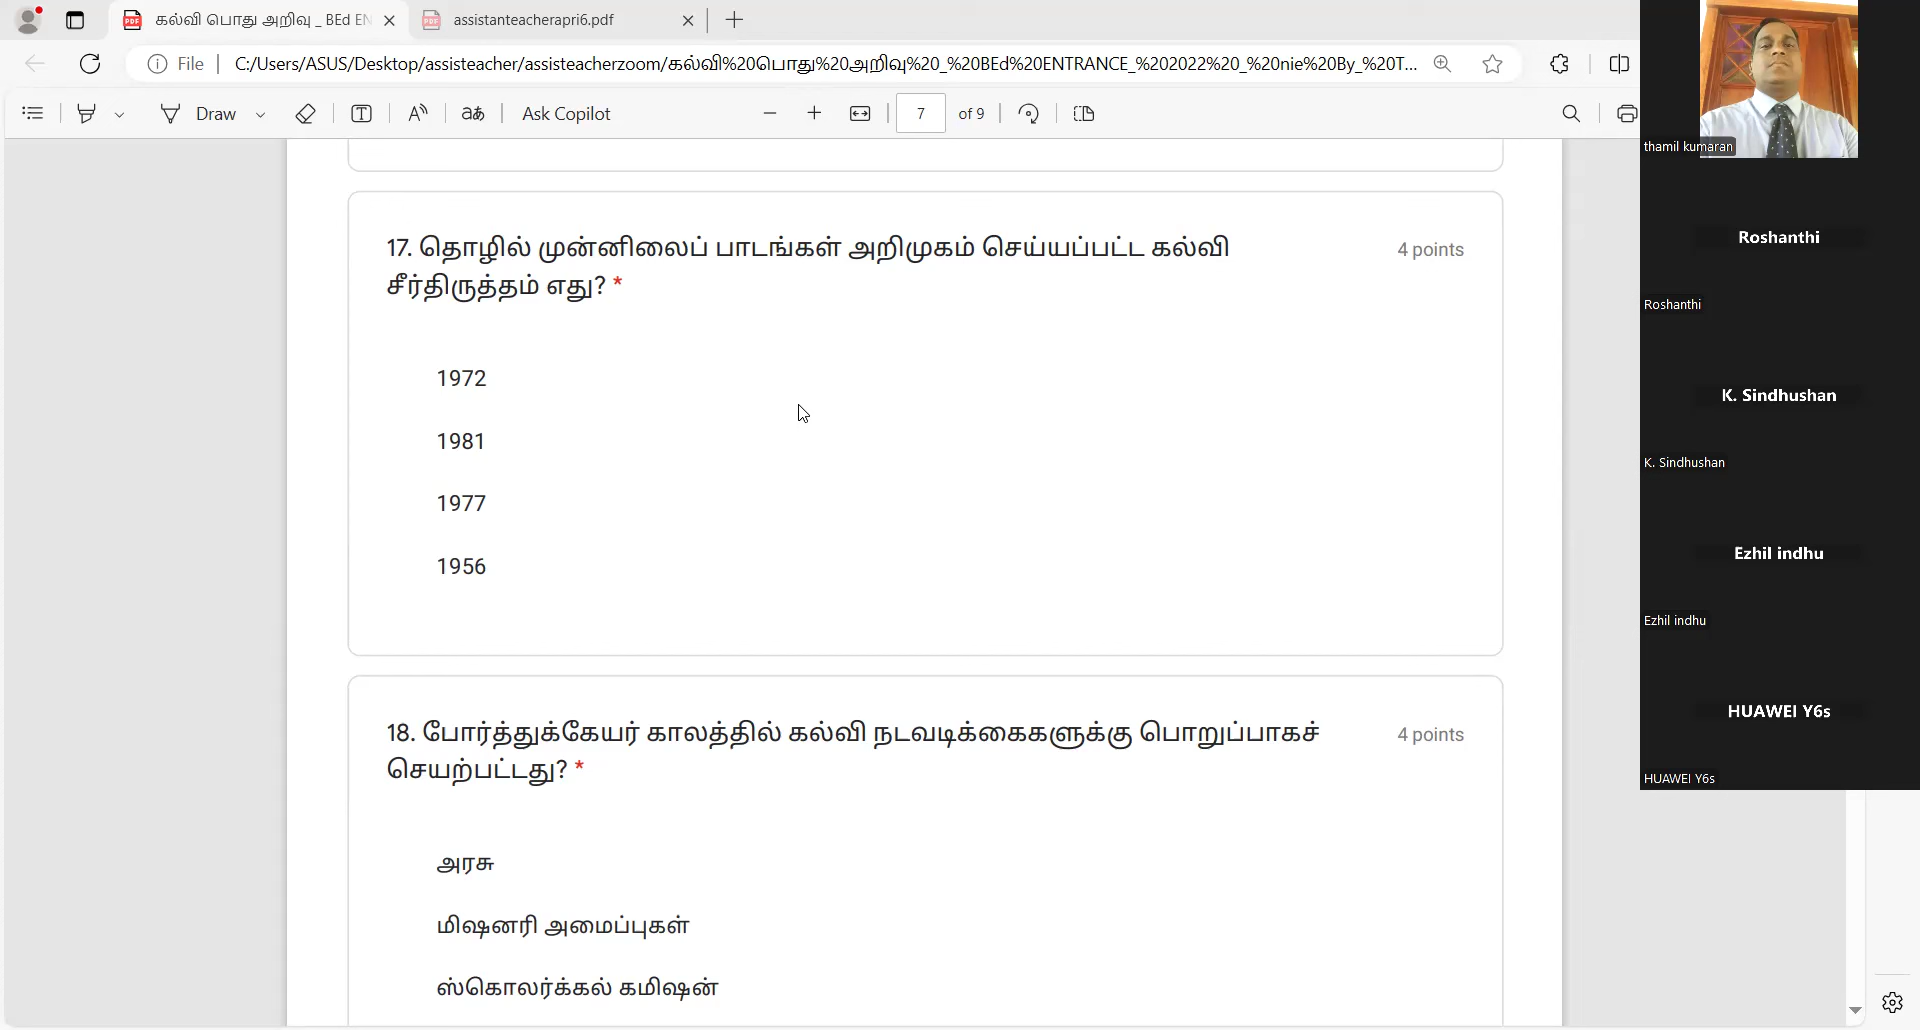 கல்வி பொது அறிவு _ BEd EN
assistanteacherapri6.pdf
File
C:/Users/ASUS/Desktop/assisteacher/assisteacherzoom/கல்வி%20பொது%20அறிவு%20_%20BEd%20ENTRANCE_%202022%20_%20nie%20By_%20T...
Draw
Ask Copilot
7 of 9
17. தொழில் முன்னிலைப் பாடங்கள் அறிமுகம் செய்யப்பட்ட கல்வி
சீர்திருத்தம் எது? *
4 points
1972
1981
1977
1956
18. போர்த்துக்கேயர் காலத்தில் கல்வி நடவடிக்கைகளுக்கு பொறுப்பாகச்
செயற்பட்டது? *
4 points
அரசு
மிஷனரி அமைப்புகள்
ஸ்கொலர்க்கல் கமிஷன்
thamil kumaran
Roshanthi
Roshanthi
K. Sindhushan
K. Sindhushan
Ezhil indhu
Ezhil indhu
HUAWEI Y6s
HUAWEI Y6s